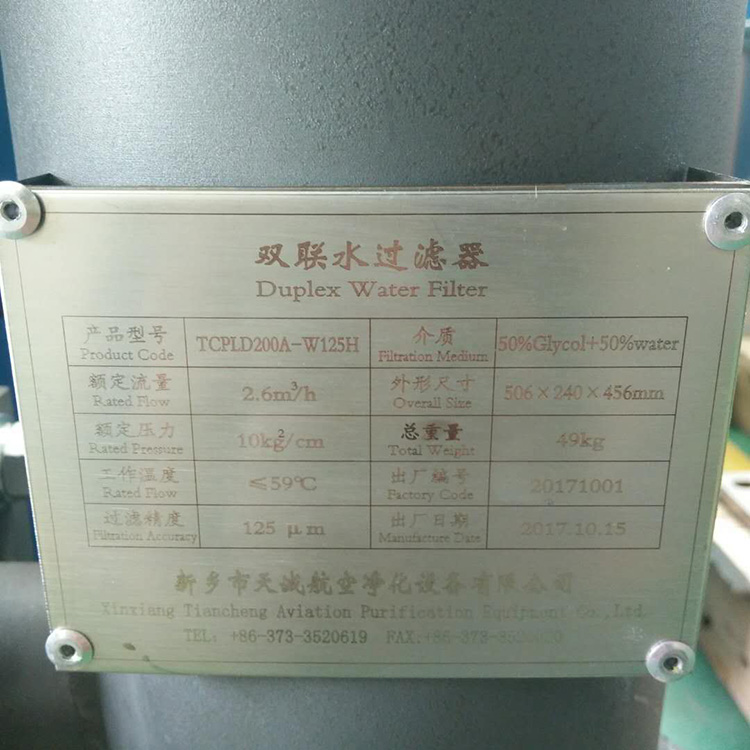 双联水过滤器
Duplex Water Filter
产品型号 TCPLD200A-W125H 介质 50%Glycol+50%water
Product Code Filtration Medium
额定流量 2.6m³/h 外形尺寸 506×240×456mm
Rated Flow Overall Size
额定压力 10kg²/cm 总重量 49kg
Rated Pressure Total Weight
工作温度 ≤59℃ 出厂编号 20171001
Rated Flow Factory Code
过滤精度 125 μm 出厂日期 2017.10.15
Filtration Accuracy Manufacture Date
新乡市天诚航空净化设备有限公司
Xinxiang Tiancheng Aviation Purification Equipment Co.,Ltd.
TEL: +86-373-3520619 FAX:+86-373-